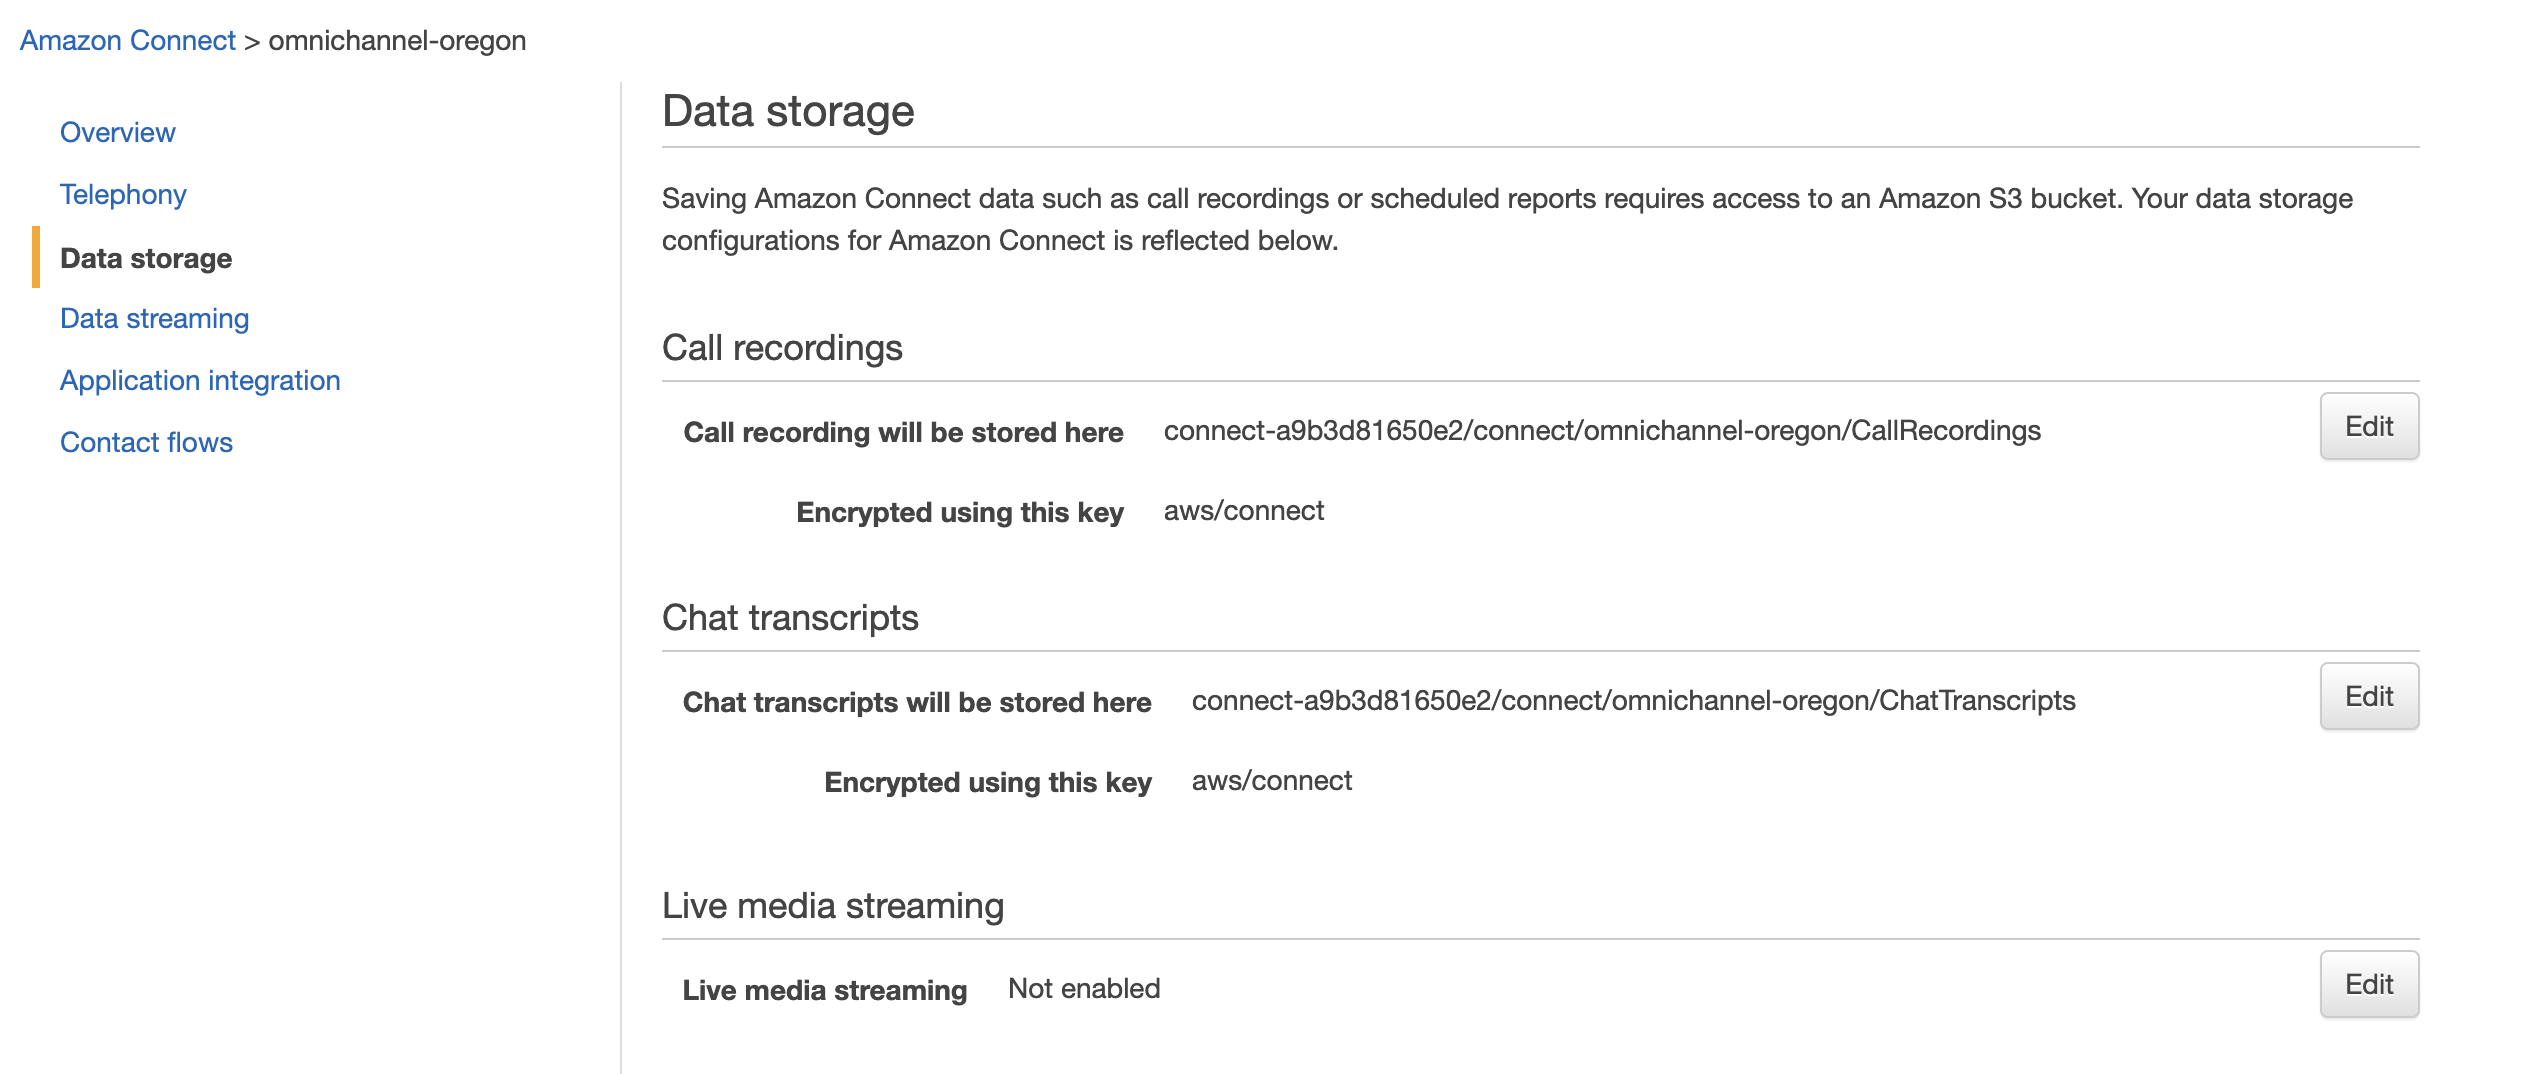 Amazon Connect > omnichannel-oregon
Overview
Telephony
Data storage
Data streaming
Application integration
Contact flows
Data storage
Saving Amazon Connect data such as call recordings or scheduled reports requires access to an Amazon S3 bucket. Your data storage
configurations for Amazon Connect is reflected below.
Call recordings
Call recording will be stored here connect-a9b3d81650e2/connect/omnichannel-oregon/CallRecordings Edit
Encrypted using this key aws/connect
Chat transcripts
Chat transcripts will be stored here connect-a9b3d81650e2/connect/omnichannel-oregon/ChatTranscripts Edit
Encrypted using this key aws/connect
Live media streaming
Live media streaming Not enabled Edit